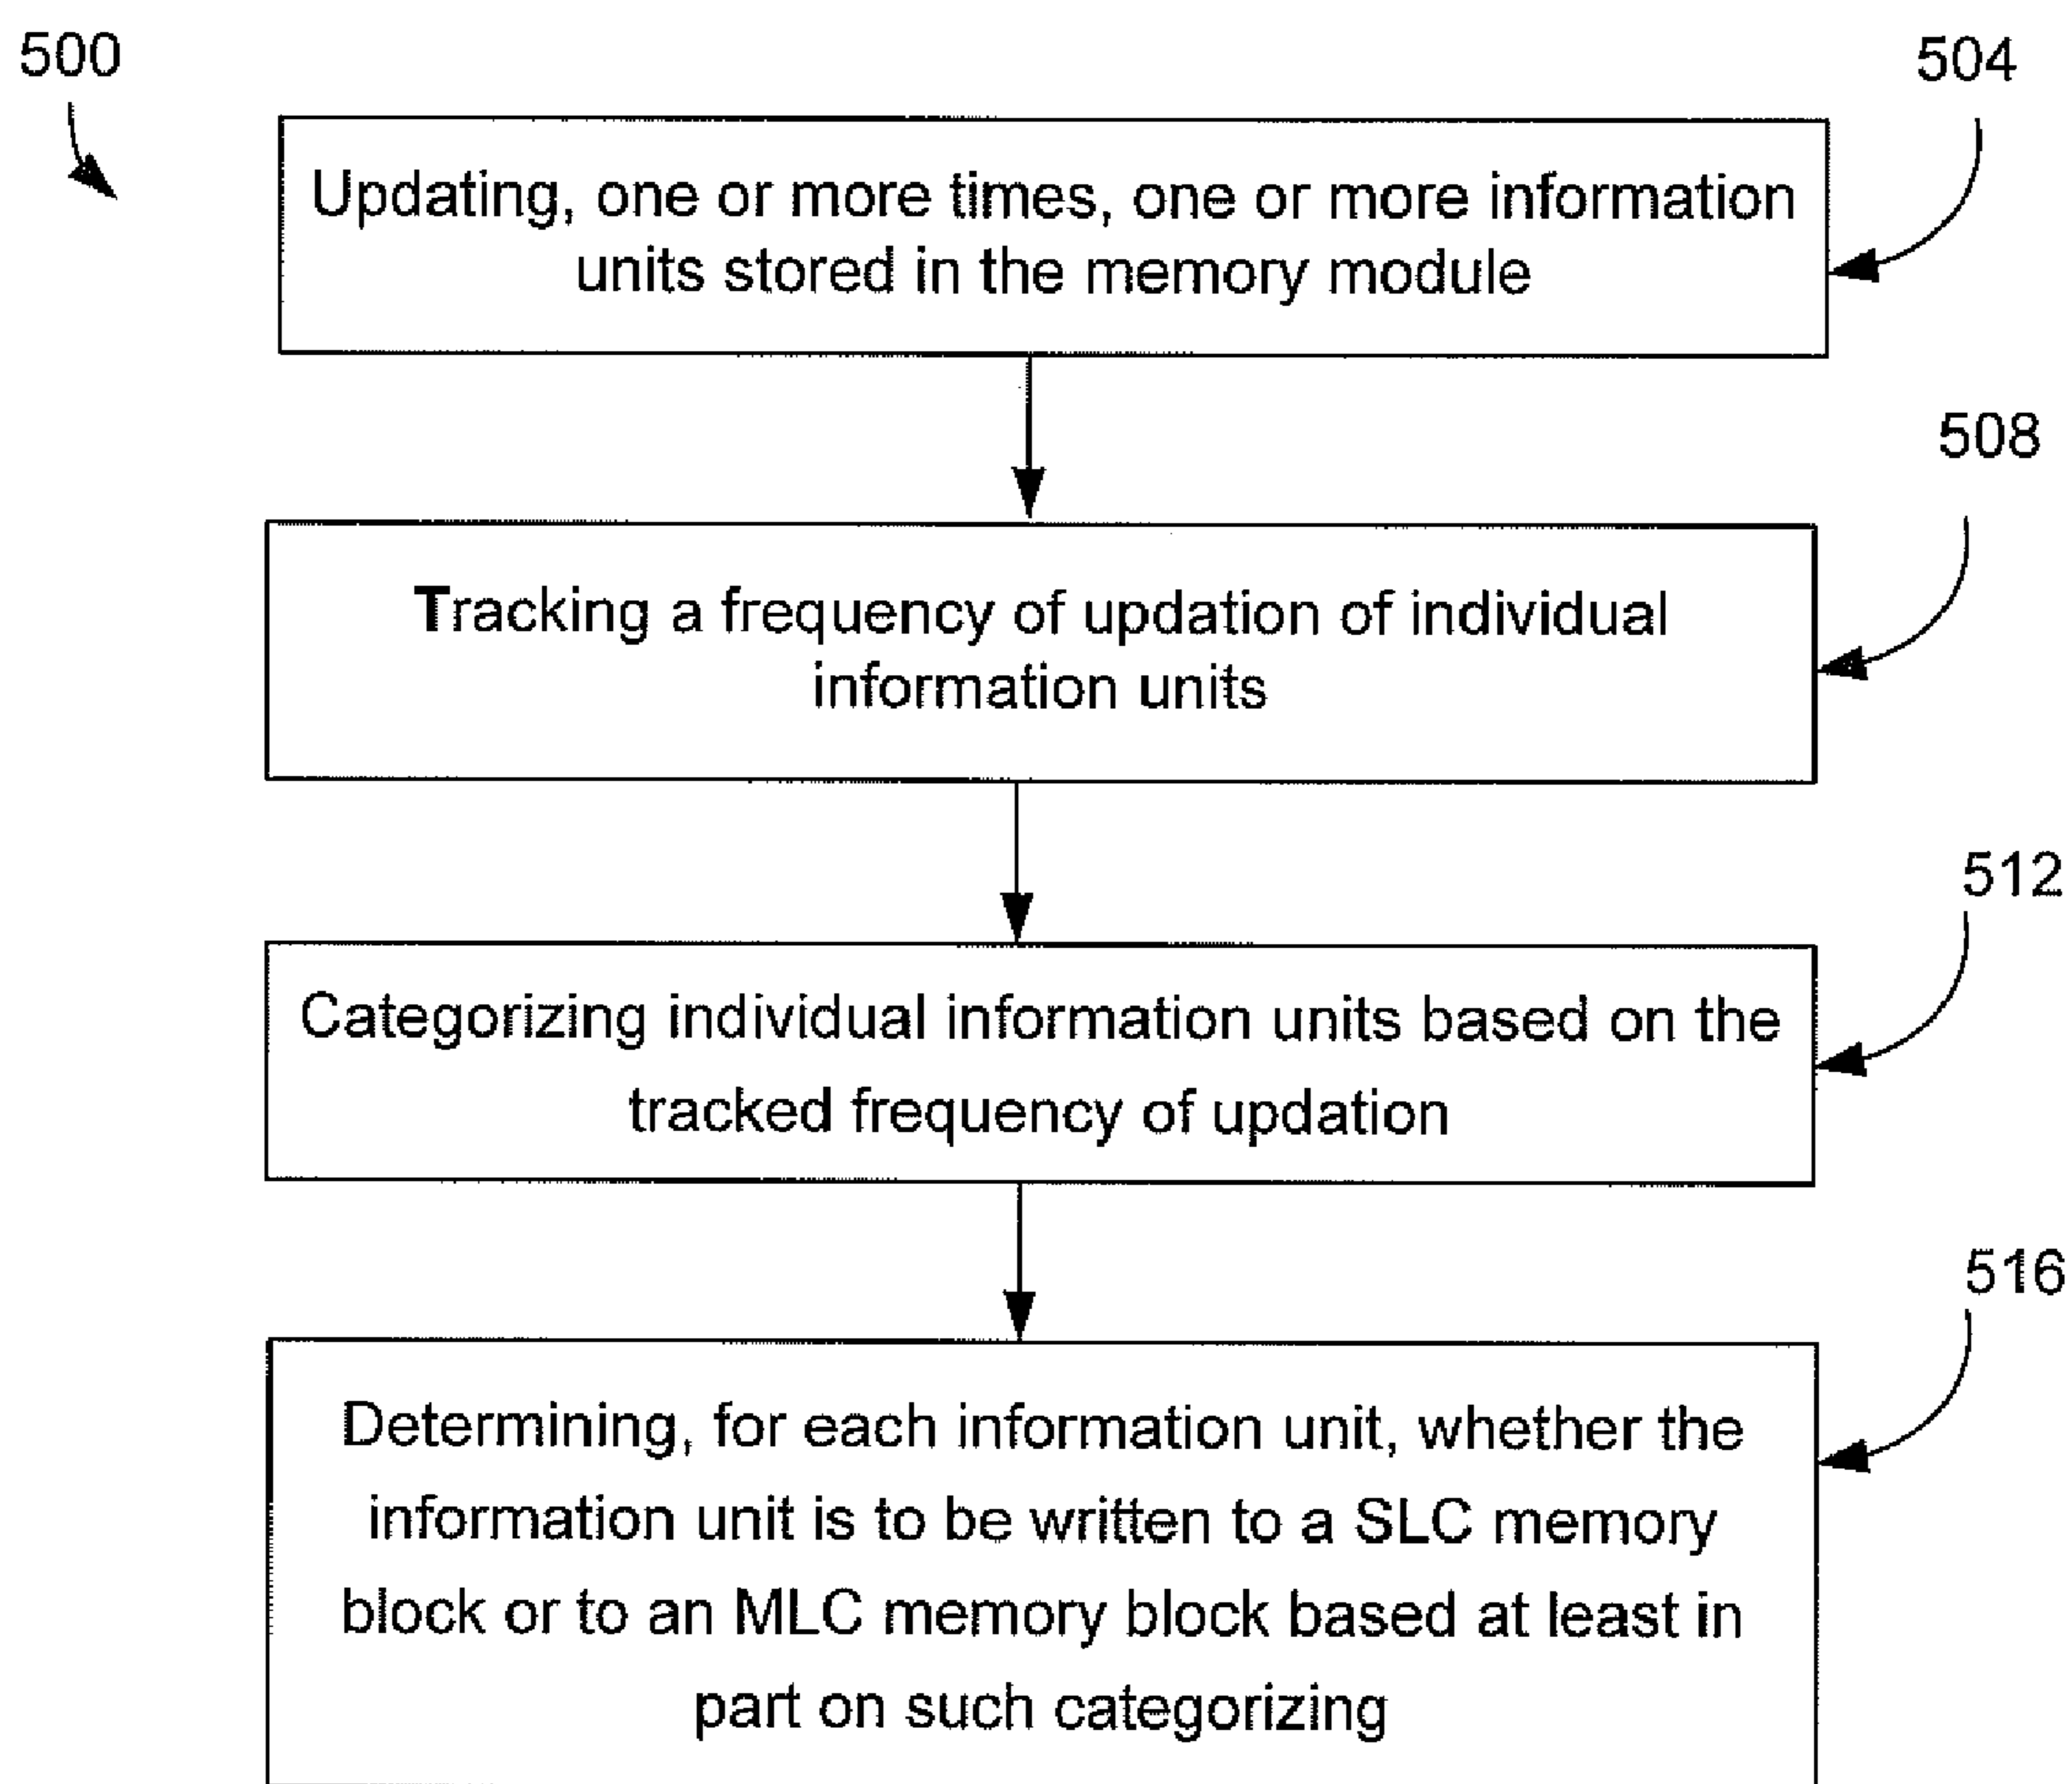 500
504
Updating, one or more times, one or more information
units stored in the memory module
508
Tracking a frequency of updation of individual
information units
512
Categorizing individual information units based on the
tracked frequency of updation
516
Determining, for each information unit, whether the
information unit is to be written to a SLC memory
block or to an MLC memory block based at least in
part on such categorizing